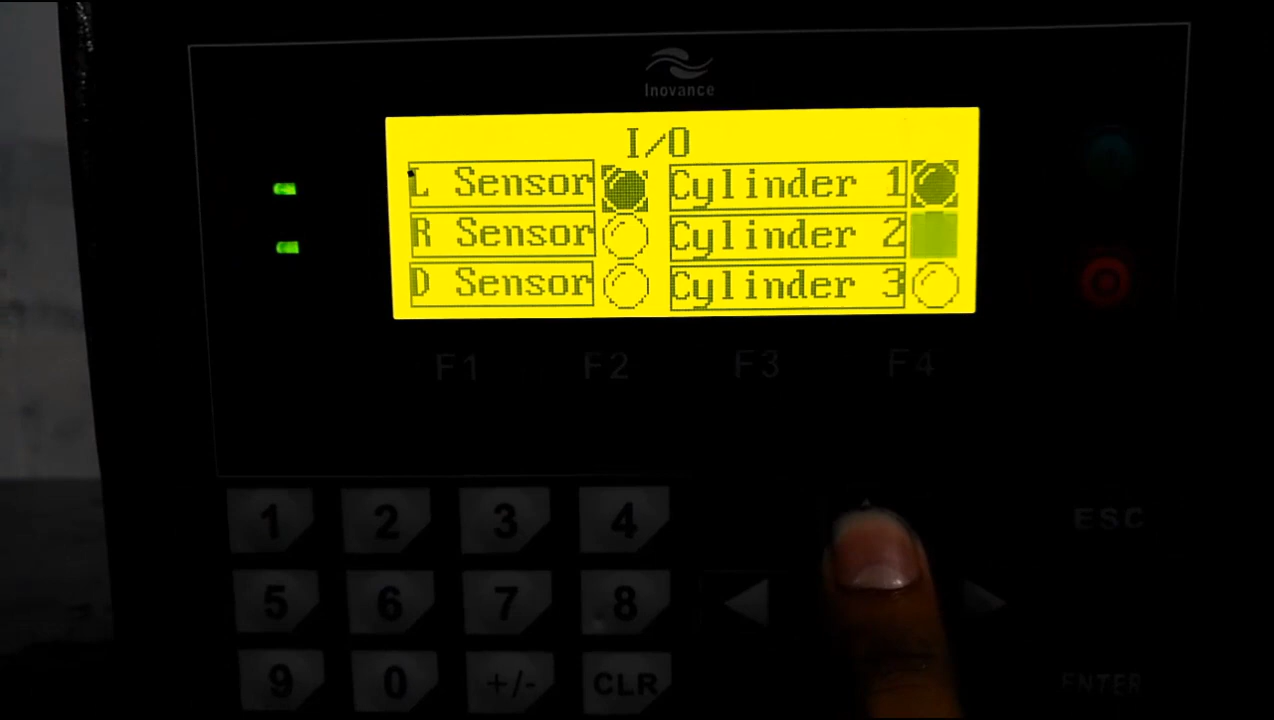 Inovance
I/O
L Sensor Cylinder 1
R Sensor Cylinder 2
D Sensor Cylinder 3
F1 F2 F3 F4
1 2 3 4 ESC
5 6 7 8
9 0 +/- CLR ENTER